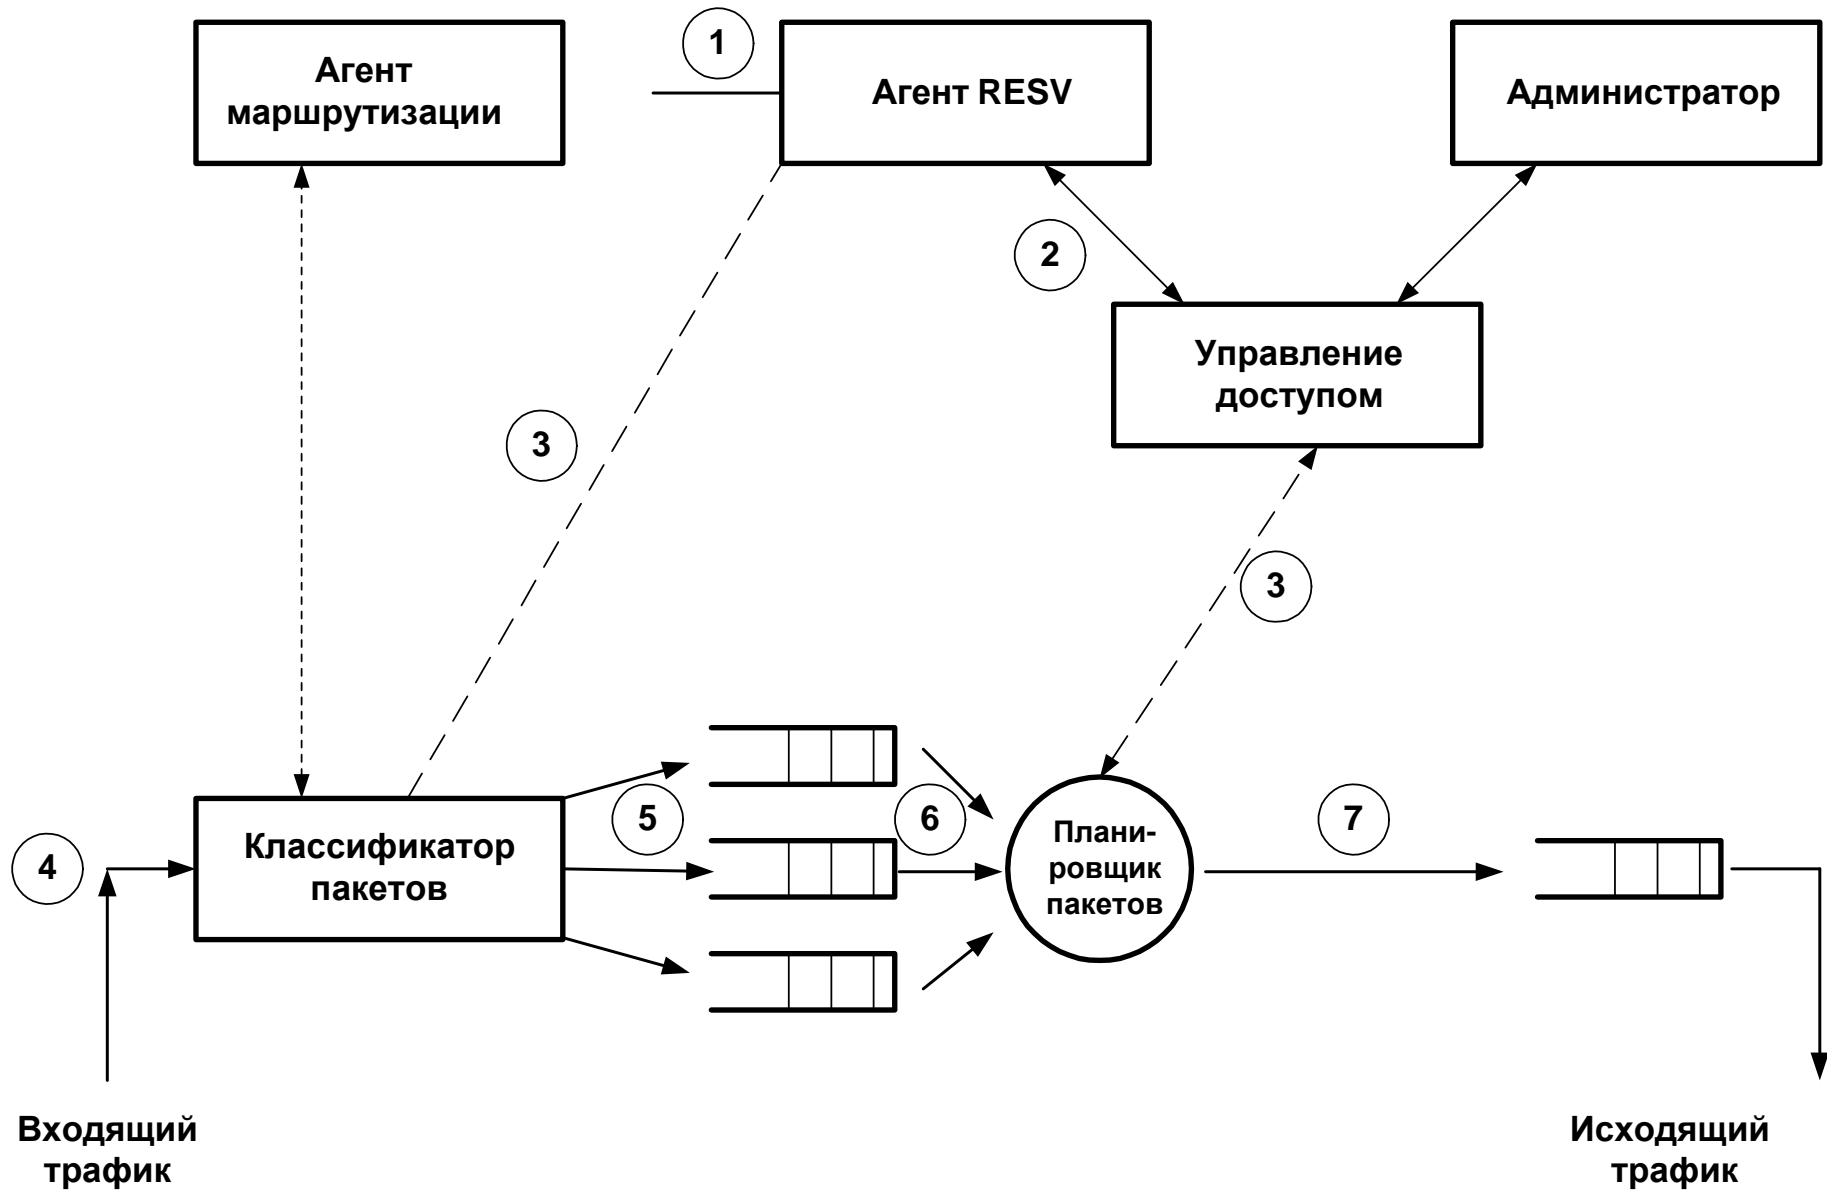 Агент
маршрутизации
1
Агент RESV
Администратор
2
Управление
доступом
3
3
4
Классификатор
пакетов
5
6
Плани-
ровщик
пакетов
7
Входящий
трафик
Исходящий
трафик